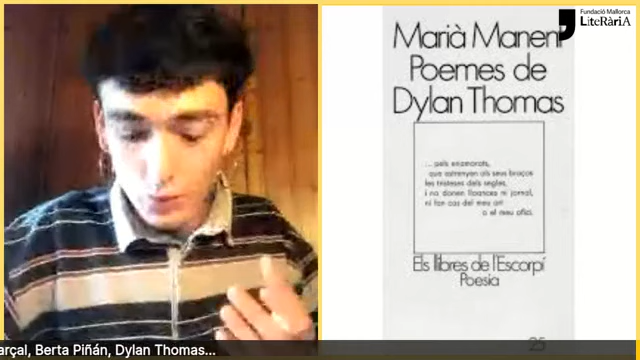 Fundació Mallorca
LiteRàriA
Marià Manent
Poemes de
Dylan Thomas
... pels enamorats,
que estrenyen als seus braços
les tristeses dels segles,
i no donen lloances ni jornal,
ni fan cas del meu art
o el meu ofici.
Els llibres de l'Escorpí
Poesia
25
arçal, Berta Piñán, Dylan Thomas...